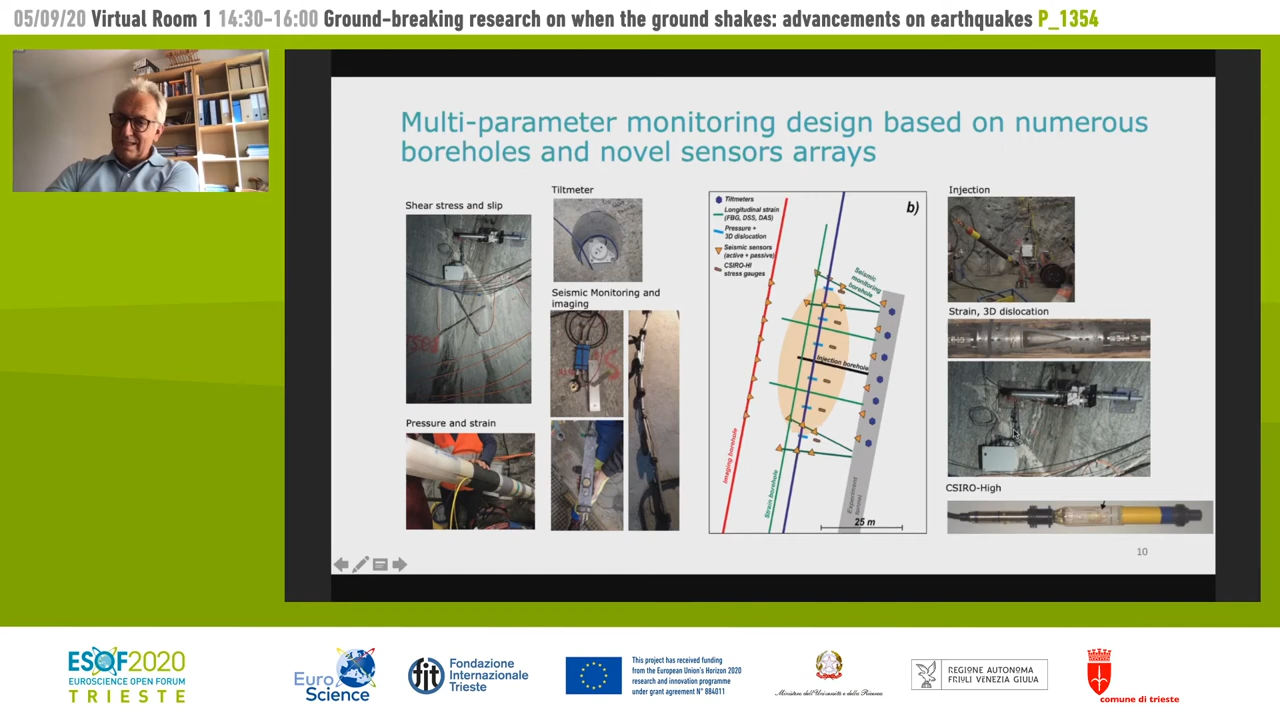 05/09/20 Virtual Room 1 14:30-16:00 Ground-breaking research on when the ground shakes: advancements on earthquakes P_1354
Multi-parameter monitoring design based on numerous
boreholes and novel sensors arrays
Shear stress and slip
Tiltmeter
Seismic Monitoring and
imaging
Pressure and strain
b)
Tiltmeters
Longitudinal strain
(FBG, DSS, DAS)
Pressure +
3D dislocation
Seismic sensors
(active + passive)
CSIRO-HI
stress gauges
Seismic
monitoring
borehole
Injection borehole
Imaging borehole
Strain borehole
Experiment
tunnel
25 m
Injection
Strain, 3D dislocation
CSIRO-High
10
ESOF2020
EUROSCIENCE OPEN FORUM
TRIESTE
Euro
Science
fit
Fondazione
Internazionale
Trieste
This project has received funding
from the European Union's Horizon 2020
research and innovation programme
under grant agreement N° 884011
Ministero dell'Università e della Ricerca
REGIONE AUTONOMA
FRIULI VENEZIA GIULIA
comune di trieste